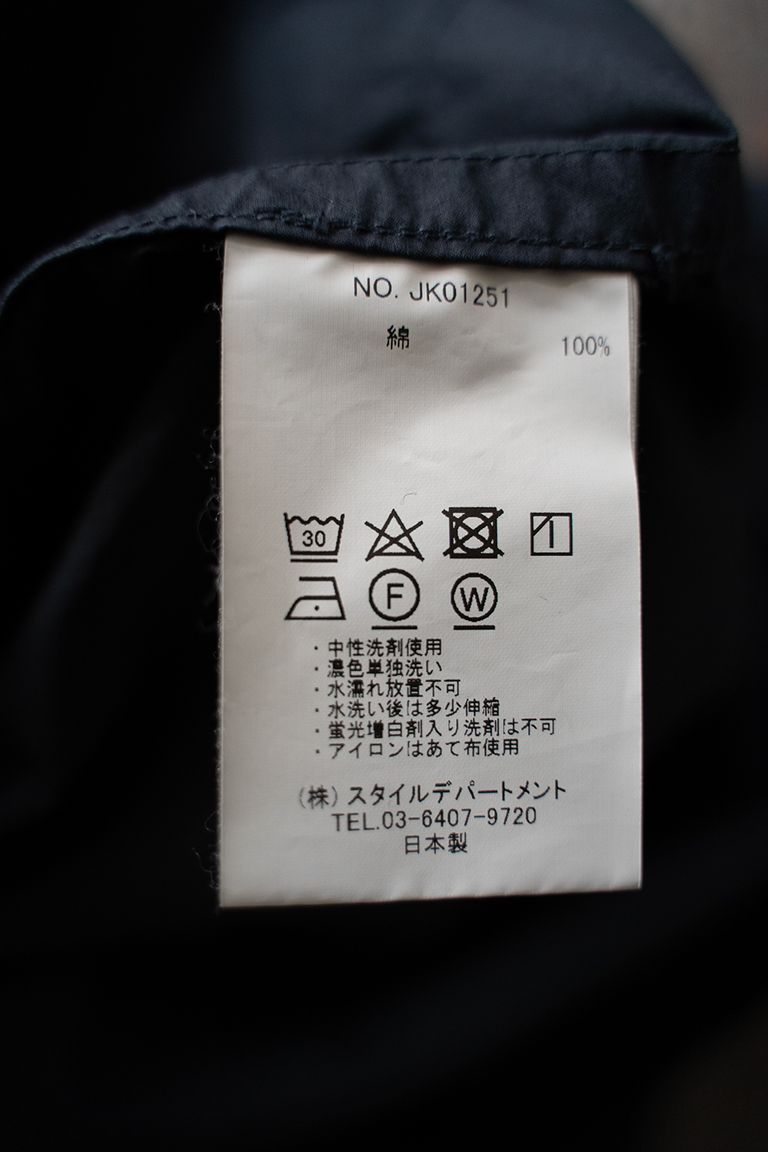 NO. JK01251
綿 100%
30
F W
・中性洗剤使用
・濃色単独洗い
・水濡れ放置不可
・水洗い後は多少伸縮
・蛍光増白剤入り洗剤は不可
・アイロンはあて布使用
(株) スタイルデパートメント
TEL.03-6407-9720
日本製